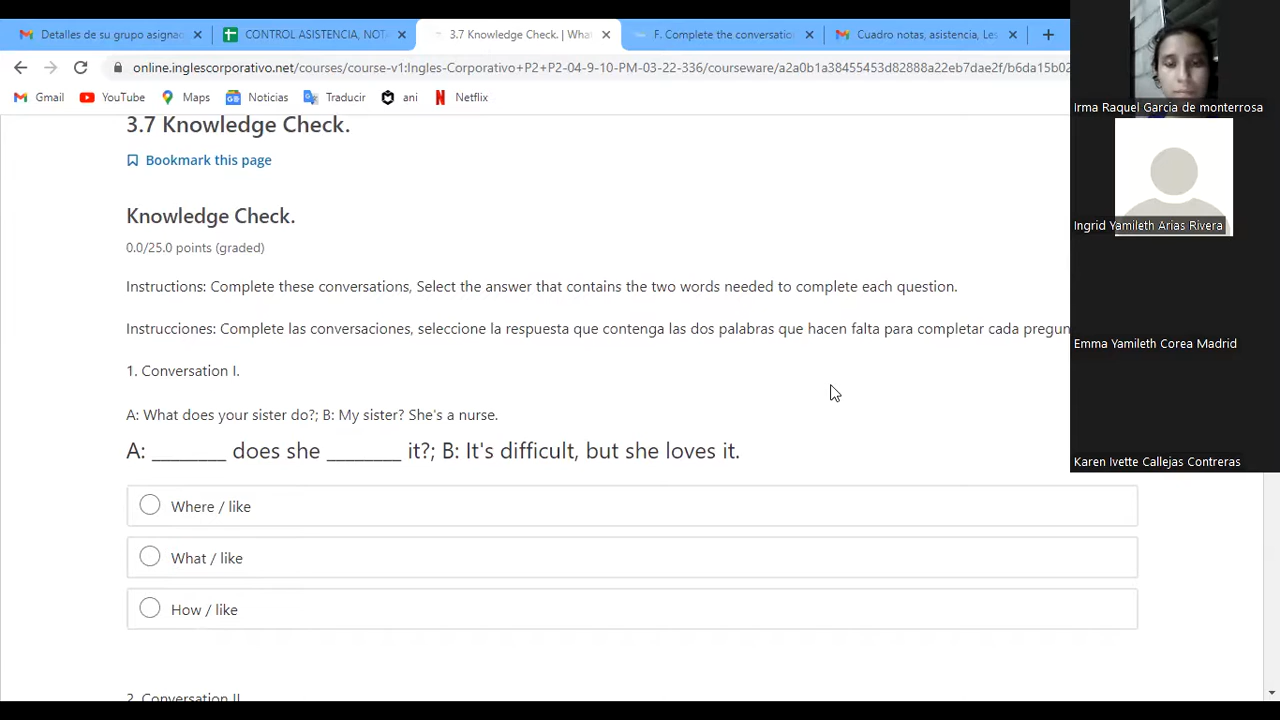 Detalles de su grupo asigna
CONTROL ASISTENCIA, NOT
3.7 Knowledge Check. | Wha
F. Complete the conversatio
Cuadro notas, asistencia, Les
online.inglescorporativo.net/courses/course-v1:Ingles-Corporativo+P2+P2-04-9-10-PM-03-22-336/courseware/a2a0b1a38455453d82888a22eb7dae2f/b6da15b02
Gmail
YouTube
Maps
Noticias
Traducir
ani
Netflix
3.7 Knowledge Check.
Bookmark this page
Knowledge Check.
0.0/25.0 points (graded)
Instructions: Complete these conversations, Select the answer that contains the two words needed to complete each question.
Instrucciones: Complete las conversaciones, seleccione la respuesta que contenga las dos palabras que hacen falta para completar cada pregun
1. Conversation I.
A: What does your sister do?; B: My sister? She's a nurse.
A: ________ does she ________ it?; B: It's difficult, but she loves it.
Where / like
What / like
How / like
2. Conversation II
Irma Raquel Garcia de monterrosa
Ingrid Yamileth Arias Rivera
Emma Yamileth Corea Madrid
Karen Ivette Callejas Contreras